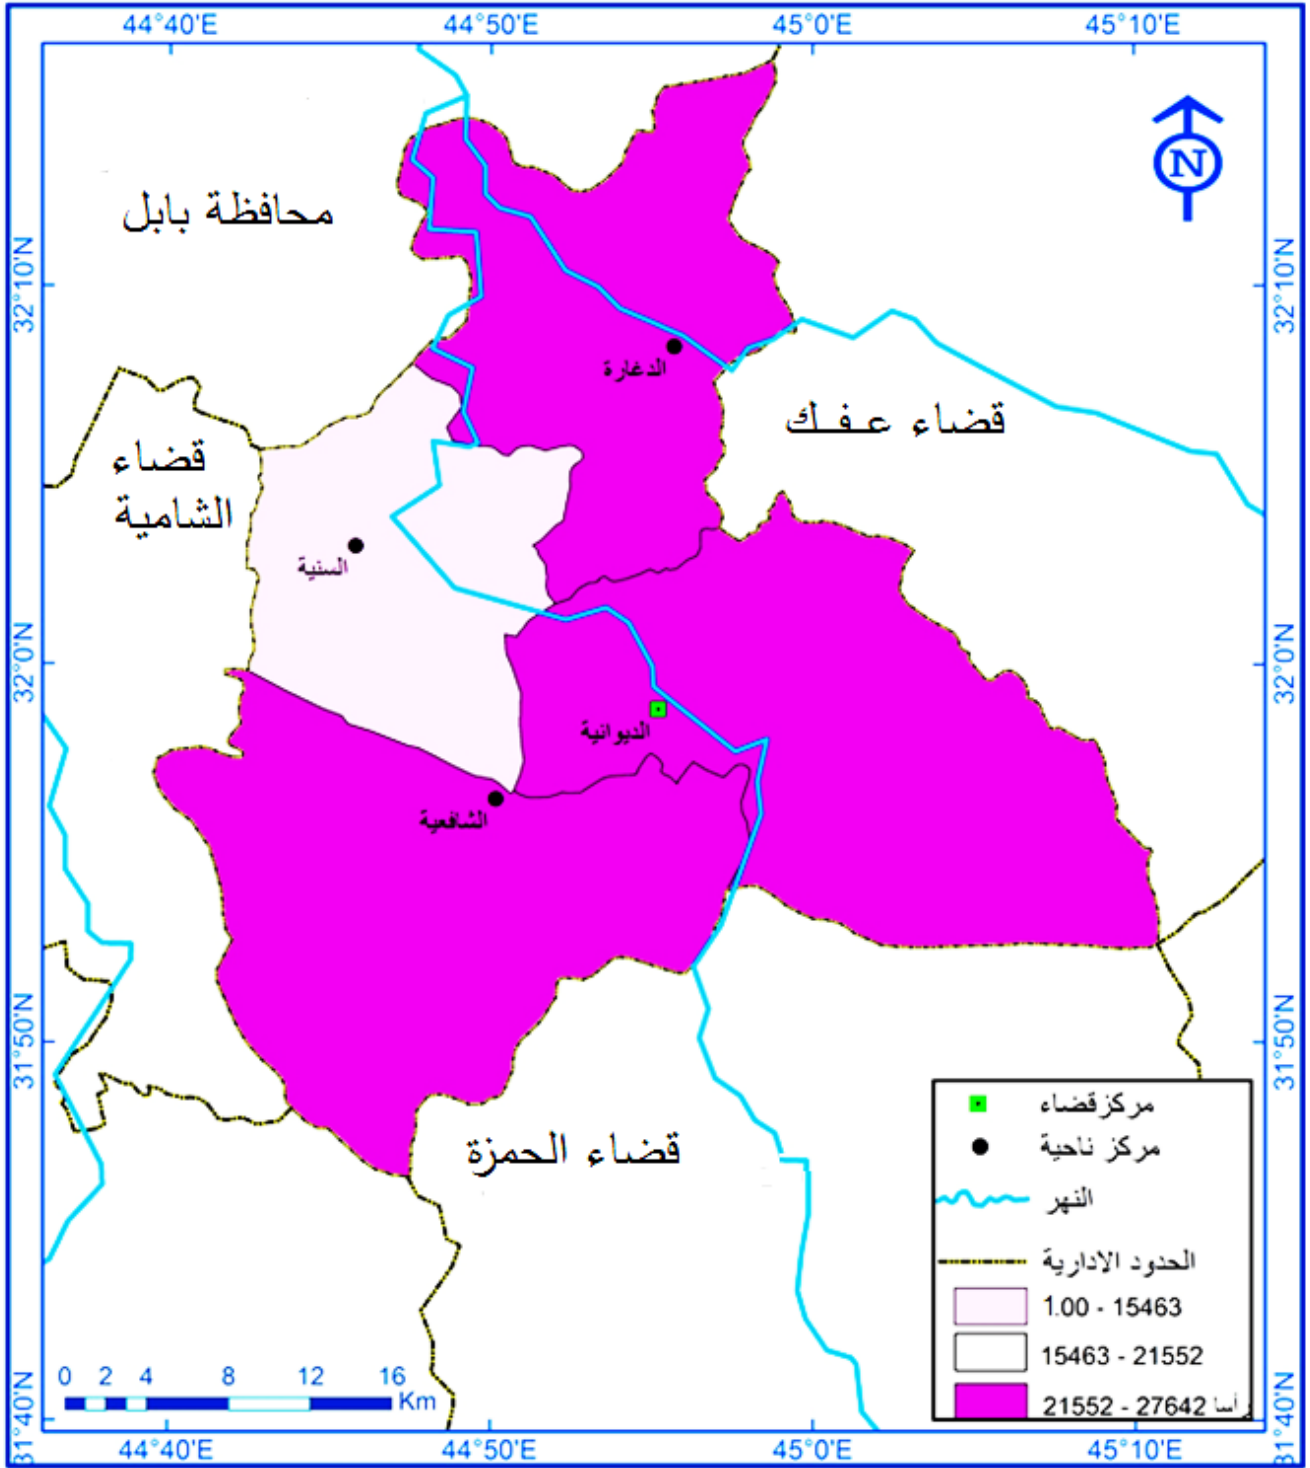 44°40'E 44°50'E 45°0'E 45°10'E
N
محافظة بابل
32°10'N 32°10'N
الدغارة
قضاء عـفـك
قضاء
الشامية
السنية
32°0'N 32°0'N
الديوانية
الشافعية
31°50'N 31°50'N
قضاء الحمزة
مركزقضاء
مركز ناحية
النهر
الحدود الادارية
1.00 - 15463
15463 - 21552
21552 - 27642 أسا
0 2 4 8 12 16
Km
31°40'N 31°40'N
44°40'E 44°50'E 45°0'E 45°10'E